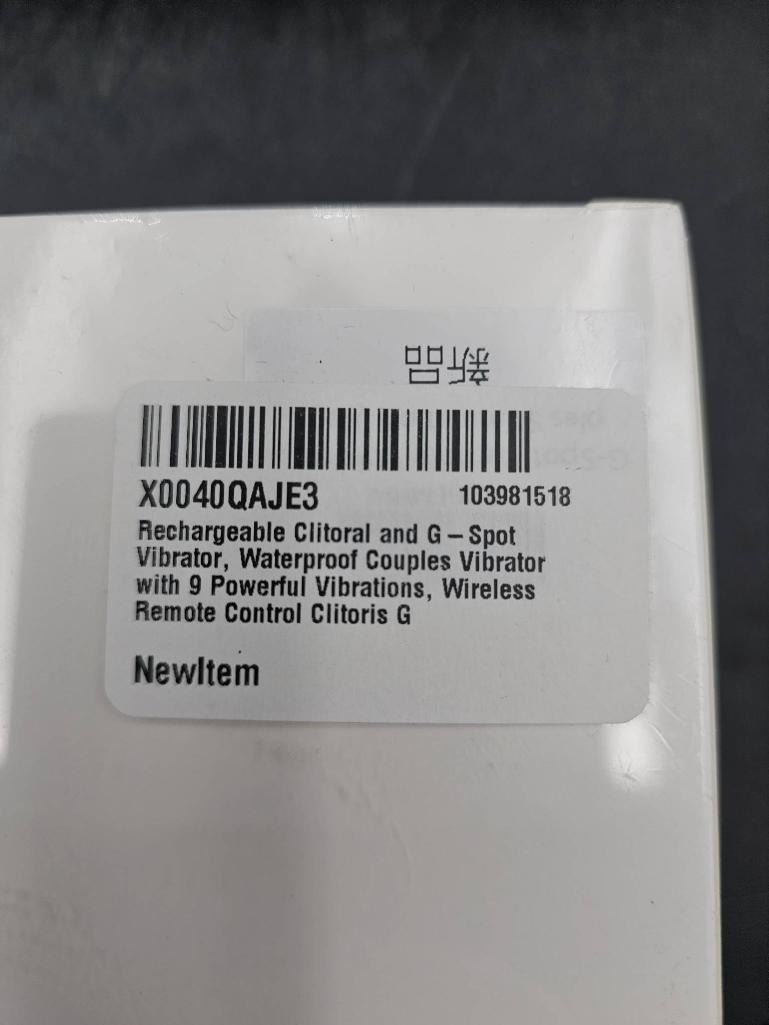 新品
X0040QAJE3 103981518
Rechargeable Clitoral and G – Spot
Vibrator, Waterproof Couples Vibrator
with 9 Powerful Vibrations, Wireless
Remote Control Clitoris G
NewItem